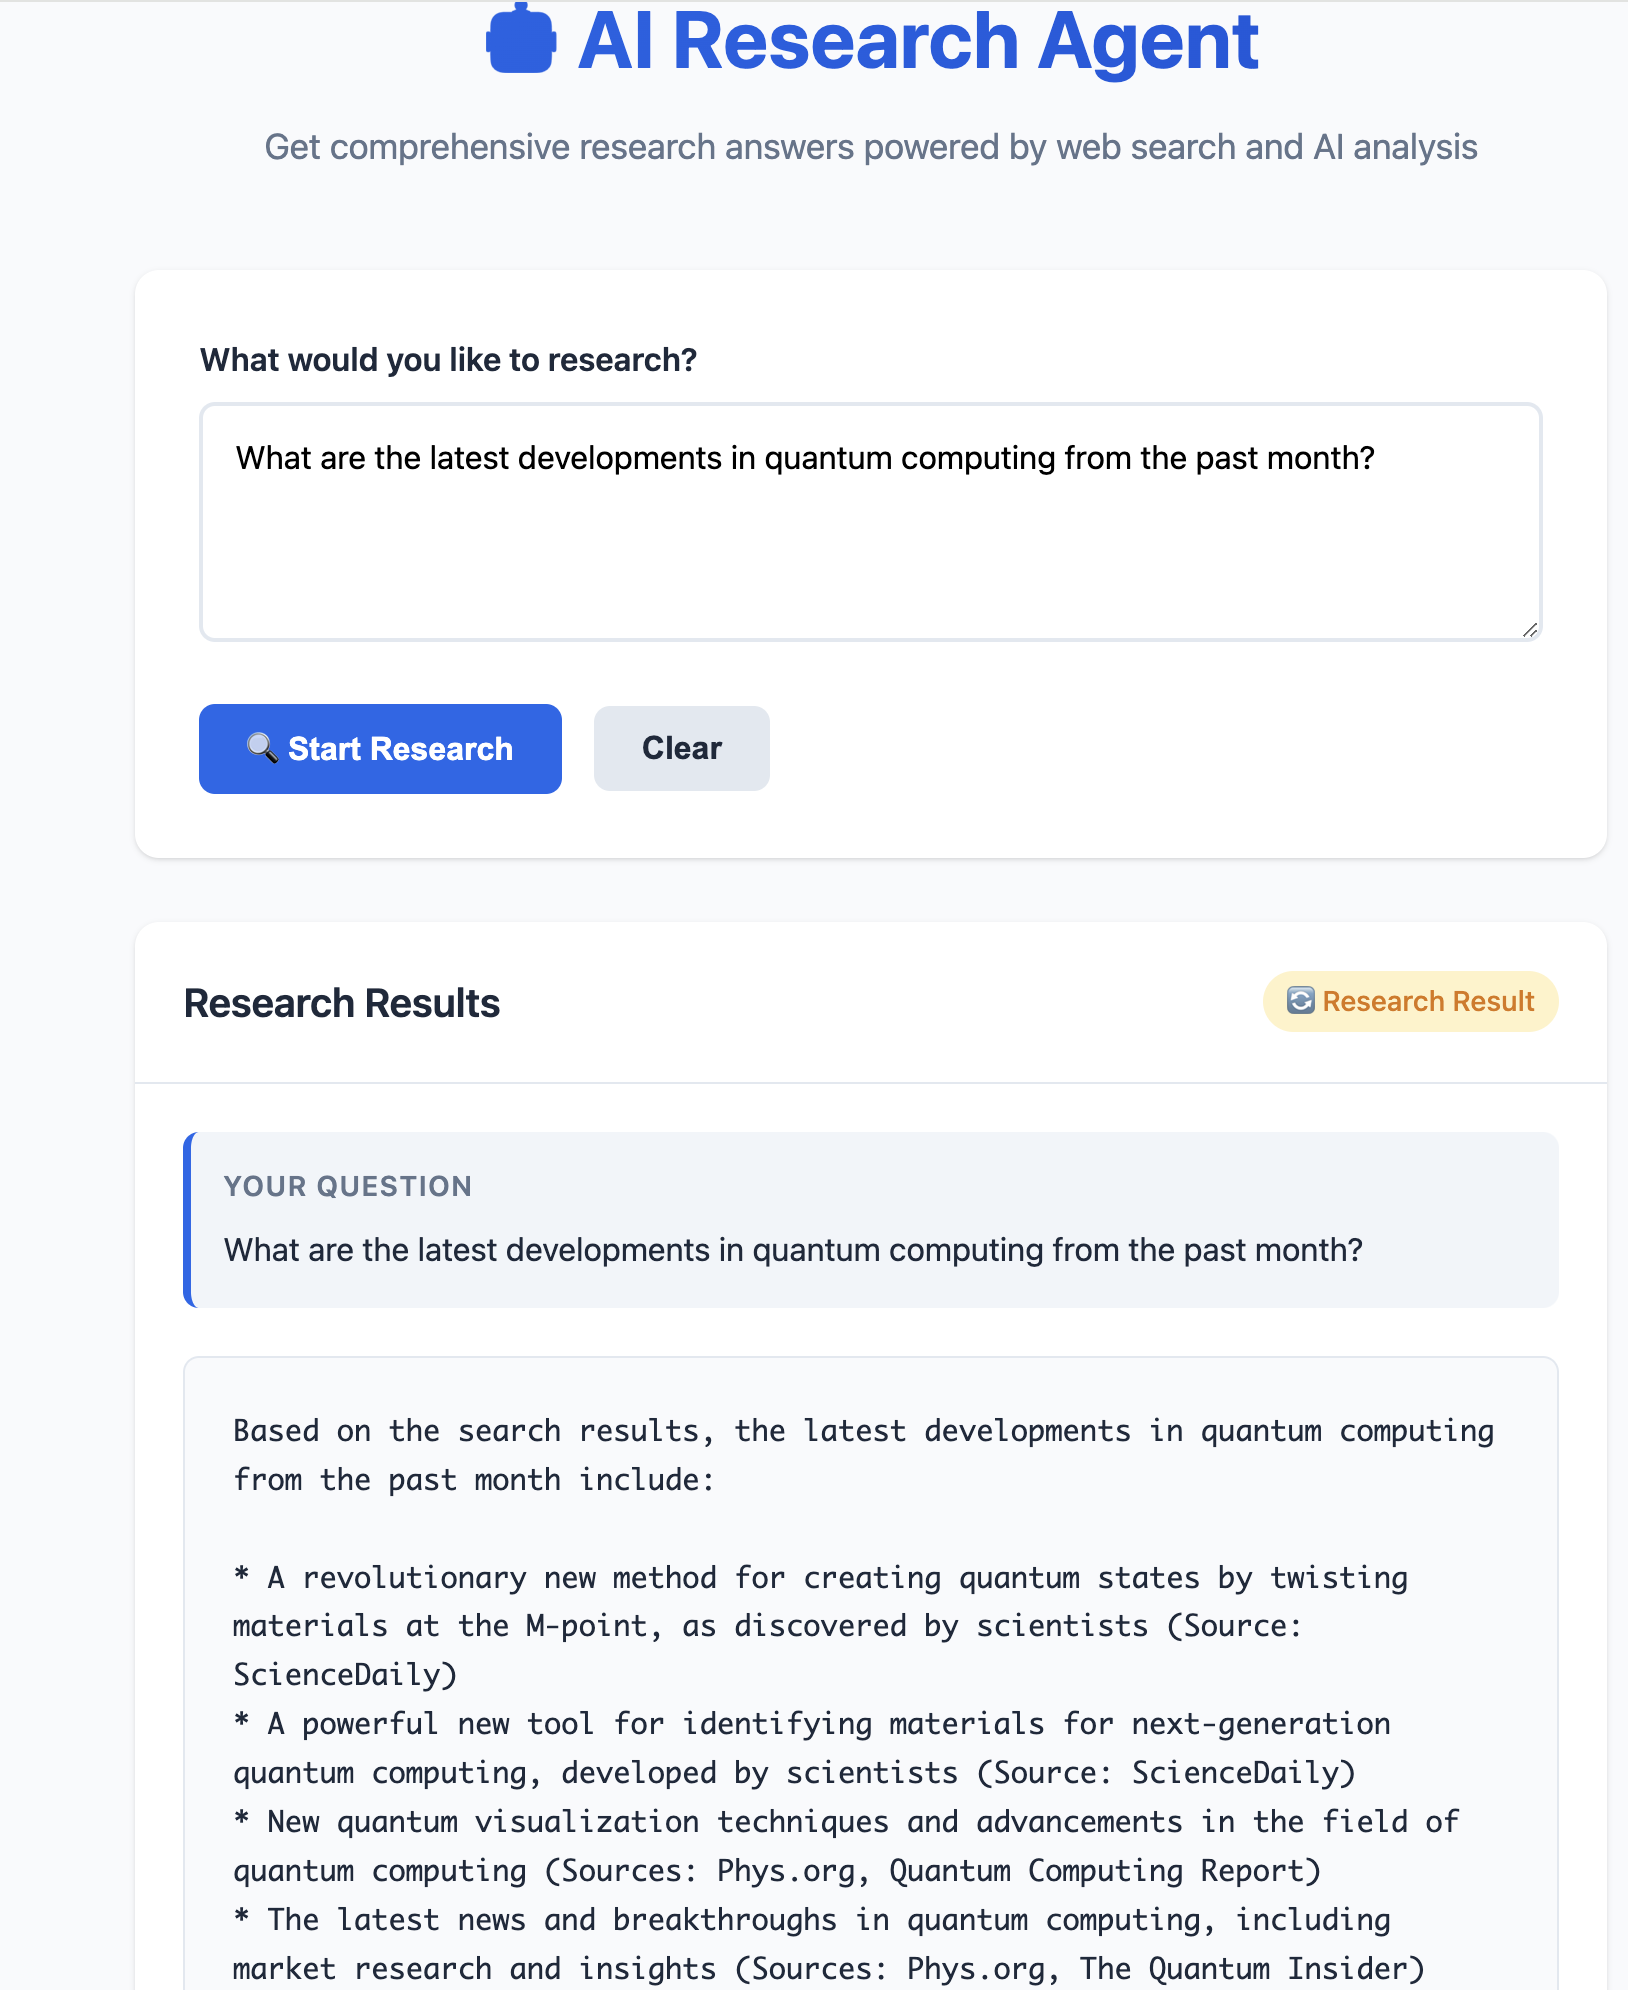 AI Research Agent
Get comprehensive research answers powered by web search and AI analysis
What would you like to research?
What are the latest developments in quantum computing from the past month?
Start Research
Clear
Research Results
Research Result
YOUR QUESTION
What are the latest developments in quantum computing from the past month?
Based on the search results, the latest developments in quantum computing
from the past month include:
* A revolutionary new method for creating quantum states by twisting
materials at the M-point, as discovered by scientists (Source:
ScienceDaily)
* A powerful new tool for identifying materials for next-generation
quantum computing, developed by scientists (Source: ScienceDaily)
* New quantum visualization techniques and advancements in the field of
quantum computing (Sources: Phys.org, Quantum Computing Report)
* The latest news and breakthroughs in quantum computing, including
market research and insights (Sources: Phys.org, The Quantum Insider)